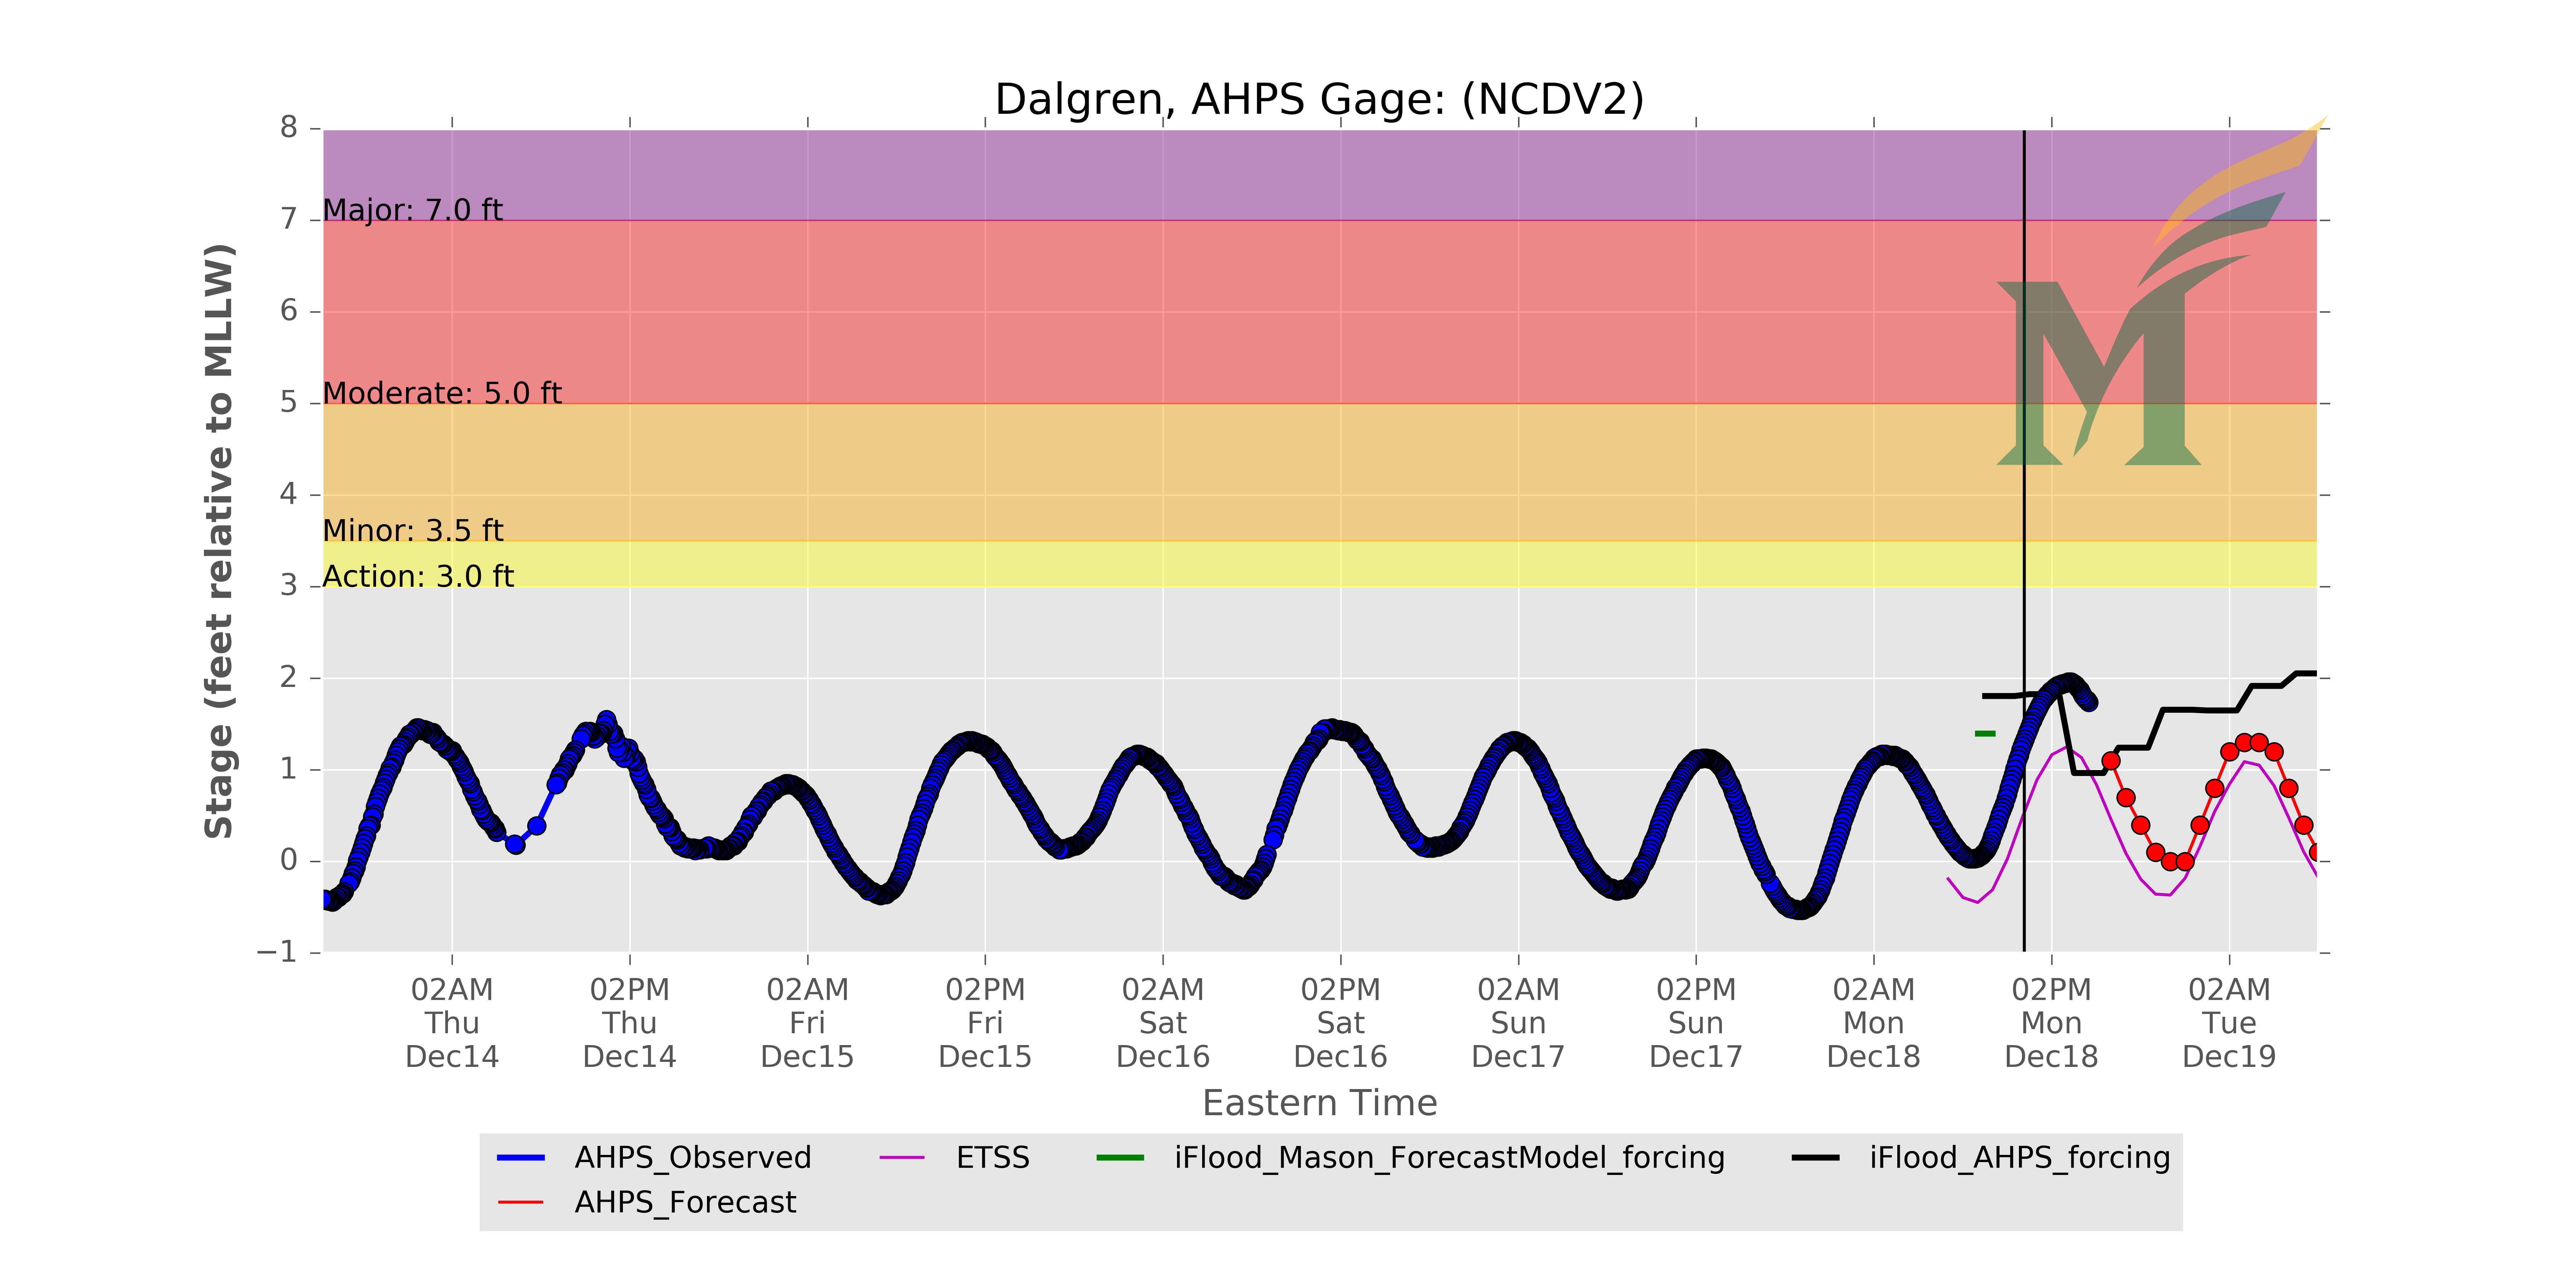 Dalgren, AHPS Gage: (NCDV2)
Stage (feet relative to MLLW)
8
7
6
5
4
3
2
1
0
−1
Major: 7.0 ft
Moderate: 5.0 ft
Minor: 3.5 ft
Action: 3.0 ft
M
02AM 02PM 02AM 02PM 02AM 02PM 02AM 02PM 02AM 02PM 02AM
Thu Thu Fri Fri Sat Sat Sun Sun Mon Mon Tue
Dec14 Dec14 Dec15 Dec15 Dec16 Dec16 Dec17 Dec17 Dec18 Dec18 Dec19
Eastern Time
AHPS_Observed ETSS iFlood_Mason_ForecastModel_forcing iFlood_AHPS_forcing
AHPS_Forecast